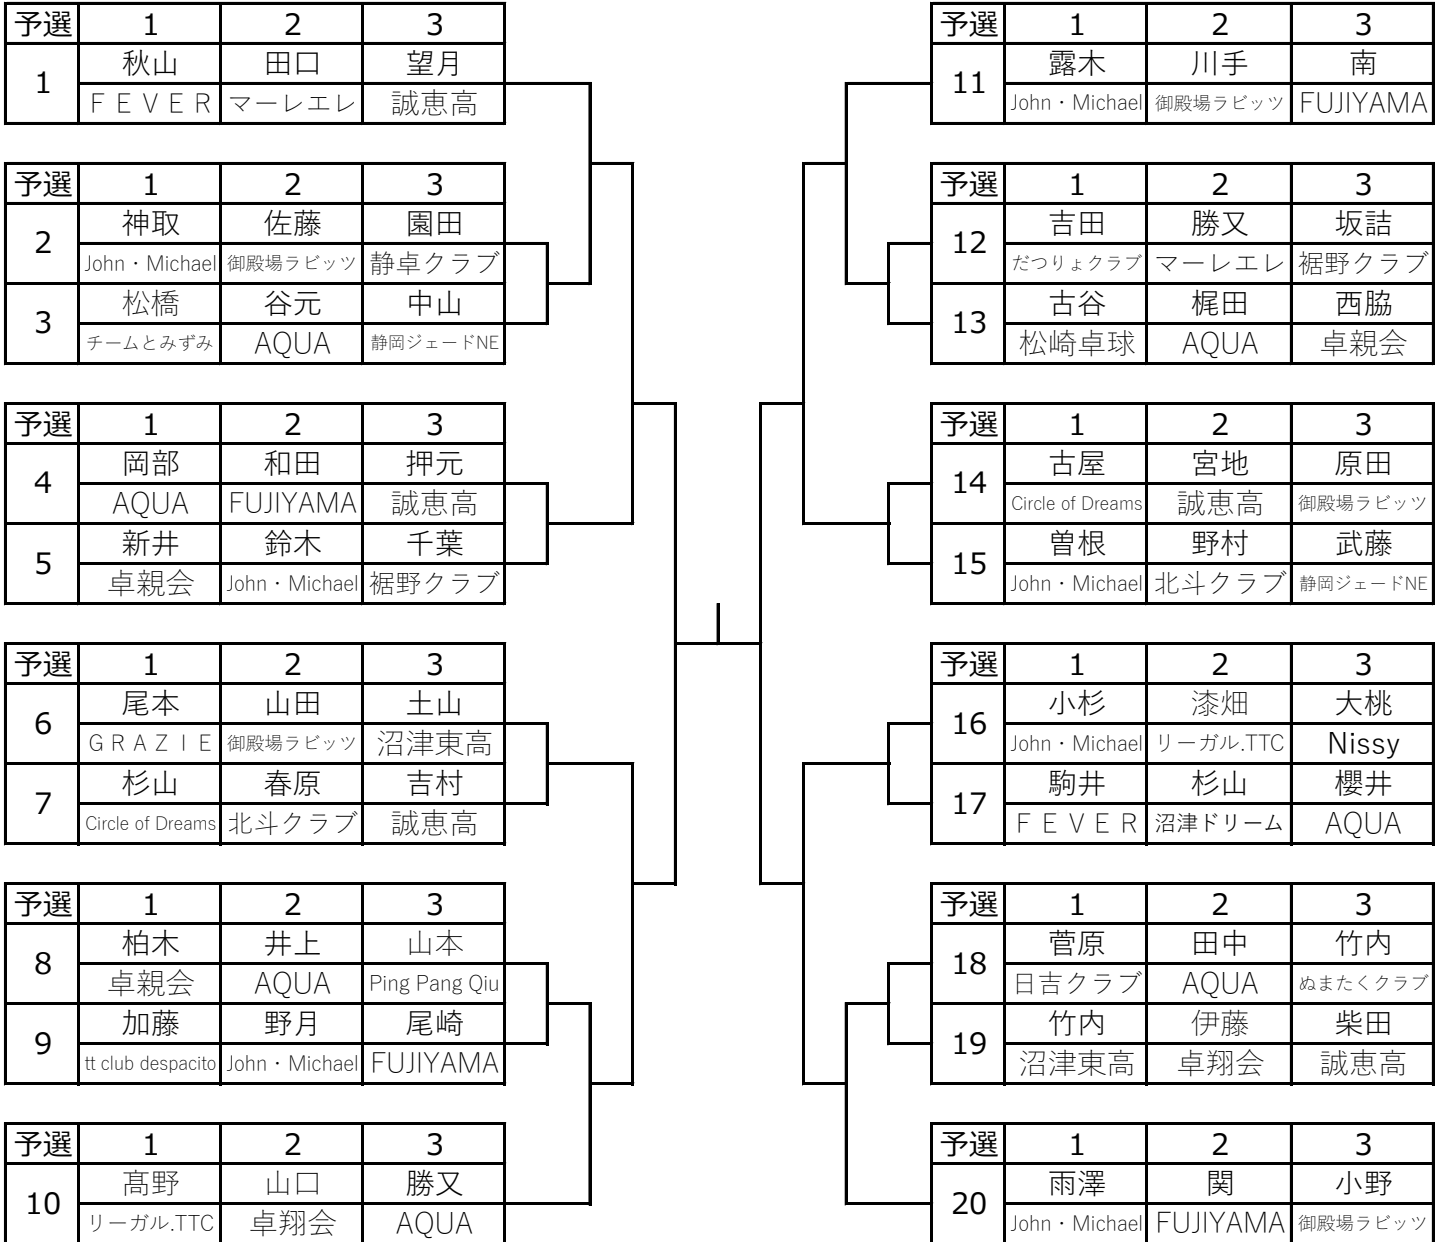 予選 1 2 3
1 秋山 田口 望月
ＦＥＶＥＲ マーレエレ 誠恵高
予選 1 2 3
2 神取 佐藤 園田
John・Michael 御殿場ラビッツ 静卓クラブ
3 松橋 谷元 中山
チームとみずみ AQUA 静岡ジェードNE
予選 1 2 3
4 岡部 和田 押元
AQUA FUJIYAMA 誠恵高
5 新井 鈴木 千葉
卓親会 John・Michael 裾野クラブ
予選 1 2 3
6 尾本 山田 土山
ＧＲＡＺＩＥ 御殿場ラビッツ 沼津東高
7 杉山 春原 吉村
Circle of Dreams 北斗クラブ 誠恵高
予選 1 2 3
8 柏木 井上 山本
卓親会 AQUA Ping Pang Qiu
9 加藤 野月 尾崎
tt club despacito John・Michael FUJIYAMA
予選 1 2 3
10 髙野 山口 勝又
リーガル.TTC 卓翔会 AQUA
予選 1 2 3
11 露木 川手 南
John・Michael 御殿場ラビッツ FUJIYAMA
予選 1 2 3
12 吉田 勝又 坂詰
だつりょクラブ マーレエレ 裾野クラブ
13 古谷 梶田 西脇
松崎卓球 AQUA 卓親会
予選 1 2 3
14 古屋 宮地 原田
Circle of Dreams 誠恵高 御殿場ラビッツ
15 曽根 野村 武藤
John・Michael 北斗クラブ 静岡ジェードNE
予選 1 2 3
16 小杉 漆畑 大桃
John・Michael リーガル.TTC Nissy
17 駒井 杉山 櫻井
ＦＥＶＥＲ 沼津ドリーム AQUA
予選 1 2 3
18 菅原 田中 竹内
日吉クラブ AQUA ぬまたくクラブ
19 竹内 伊藤 柴田
沼津東高 卓翔会 誠恵高
予選 1 2 3
20 雨澤 関 小野
John・Michael FUJIYAMA 御殿場ラビッツ